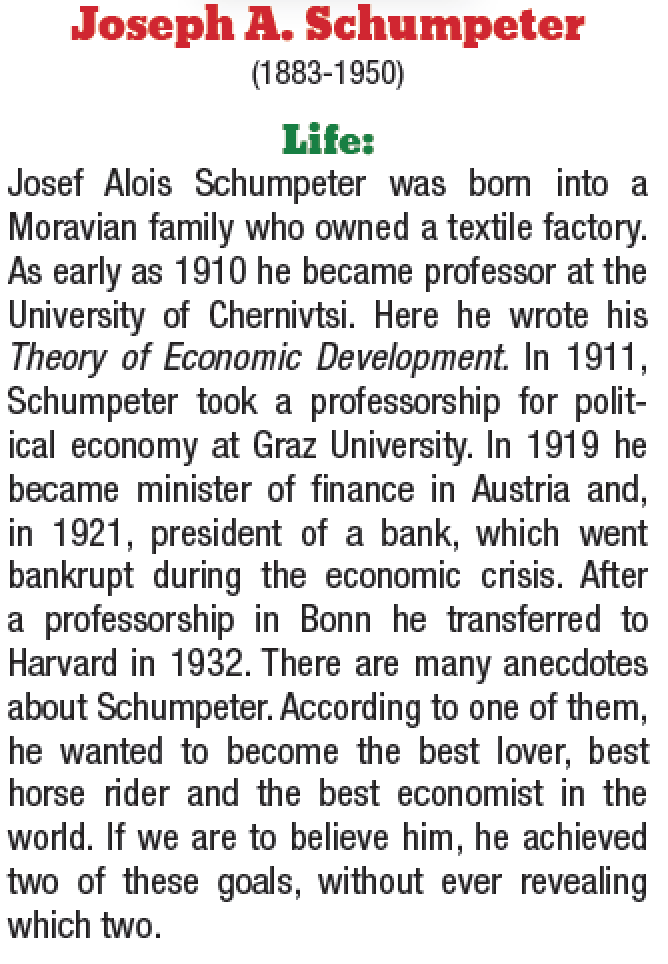 Joseph A. Schumpeter
(1883-1950)
Life:
Josef Alois Schumpeter was born into a
Moravian family who owned a textile factory.
As early as 1910 he became professor at the
University of Chernivtsi. Here he wrote his
Theory of Economic Development. In 1911,
Schumpeter took a professorship for polit-
ical economy at Graz University. In 1919 he
became minister of finance in Austria and,
in 1921, president of a bank, which went
bankrupt during the economic crisis. After
a professorship in Bonn he transferred to
Harvard in 1932. There are many anecdotes
about Schumpeter. According to one of them,
he wanted to become the best lover, best
horse rider and the best economist in the
world. If we are to believe him, he achieved
two of these goals, without ever revealing
which two.